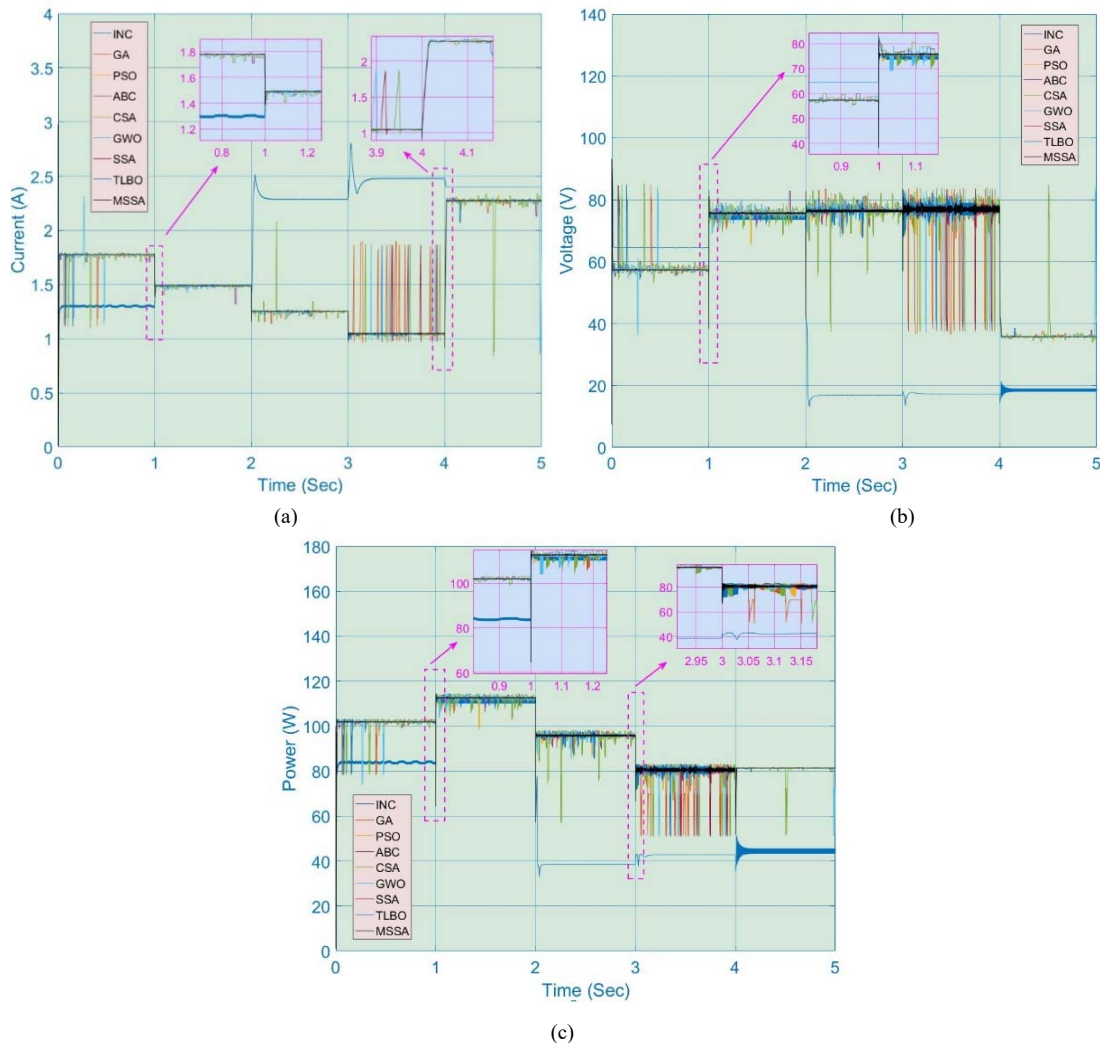 4
3.5
3
2.5
2
1.5
1
0.5
0
Current (A)
INC
GA
PSO
ABC
CSA
GWO
SSA
TLBO
MSSA
1.8
1.6
1.4
1.2
0.8 1 1.2
2
1.5
1
3.9 4 4.1
0 1 2 3 4 5
Time (Sec)
(a)
140
120
100
80
60
40
20
0
Voltage (V)
80
70
60
50
40
0.9 1 1.1
INC
GA
PSO
ABC
CSA
GWO
SSA
TLBO
MSSA
0 1 2 3 4 5
Time (Sec)
(b)
180
160
140
120
100
80
60
40
20
0
Power (W)
100
80
60
0.9 1 1.1 1.2
80
60
40
2.95 3 3.05 3.1 3.15
INC
GA
PSO
ABC
CSA
GWO
SSA
TLBO
MSSA
0 1 2 3 4 5
Time (Sec)
(c)